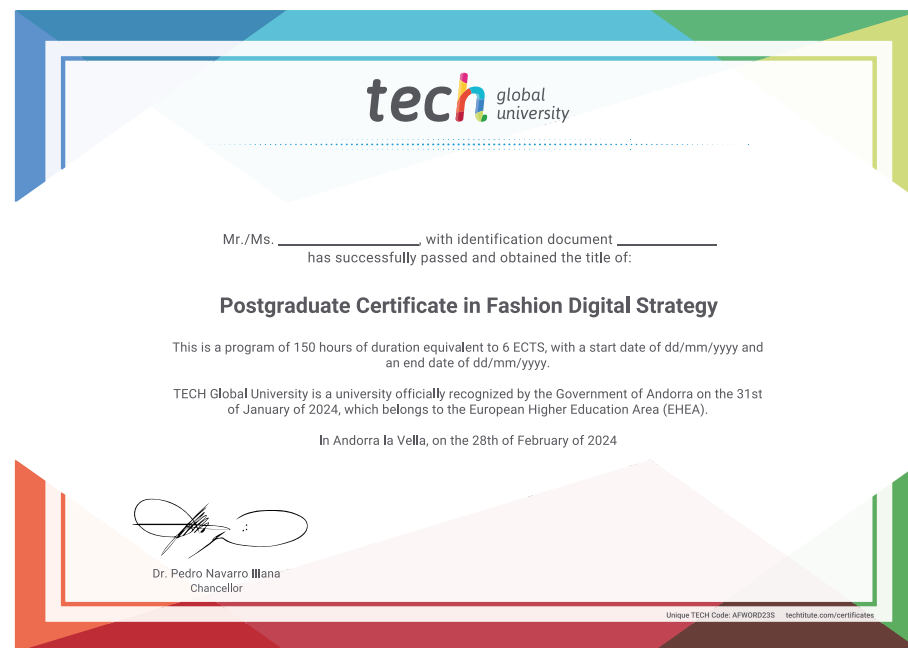 tech global
university
Mr./Ms. ____________, with identification document ____________
has successfully passed and obtained the title of:
Postgraduate Certificate in Fashion Digital Strategy
This is a program of 150 hours of duration equivalent to 6 ECTS, with a start date of dd/mm/yyyy and
an end date of dd/mm/yyyy.
TECH Global University is a university officially recognized by the Government of Andorra on the 31st
of January of 2024, which belongs to the European Higher Education Area (EHEA).
In Andorra la Vella, on the 28th of February of 2024
Dr. Pedro Navarro Illana
Chancellor
Unique TECH Code: AFWORD23S techtitute.com/certificates